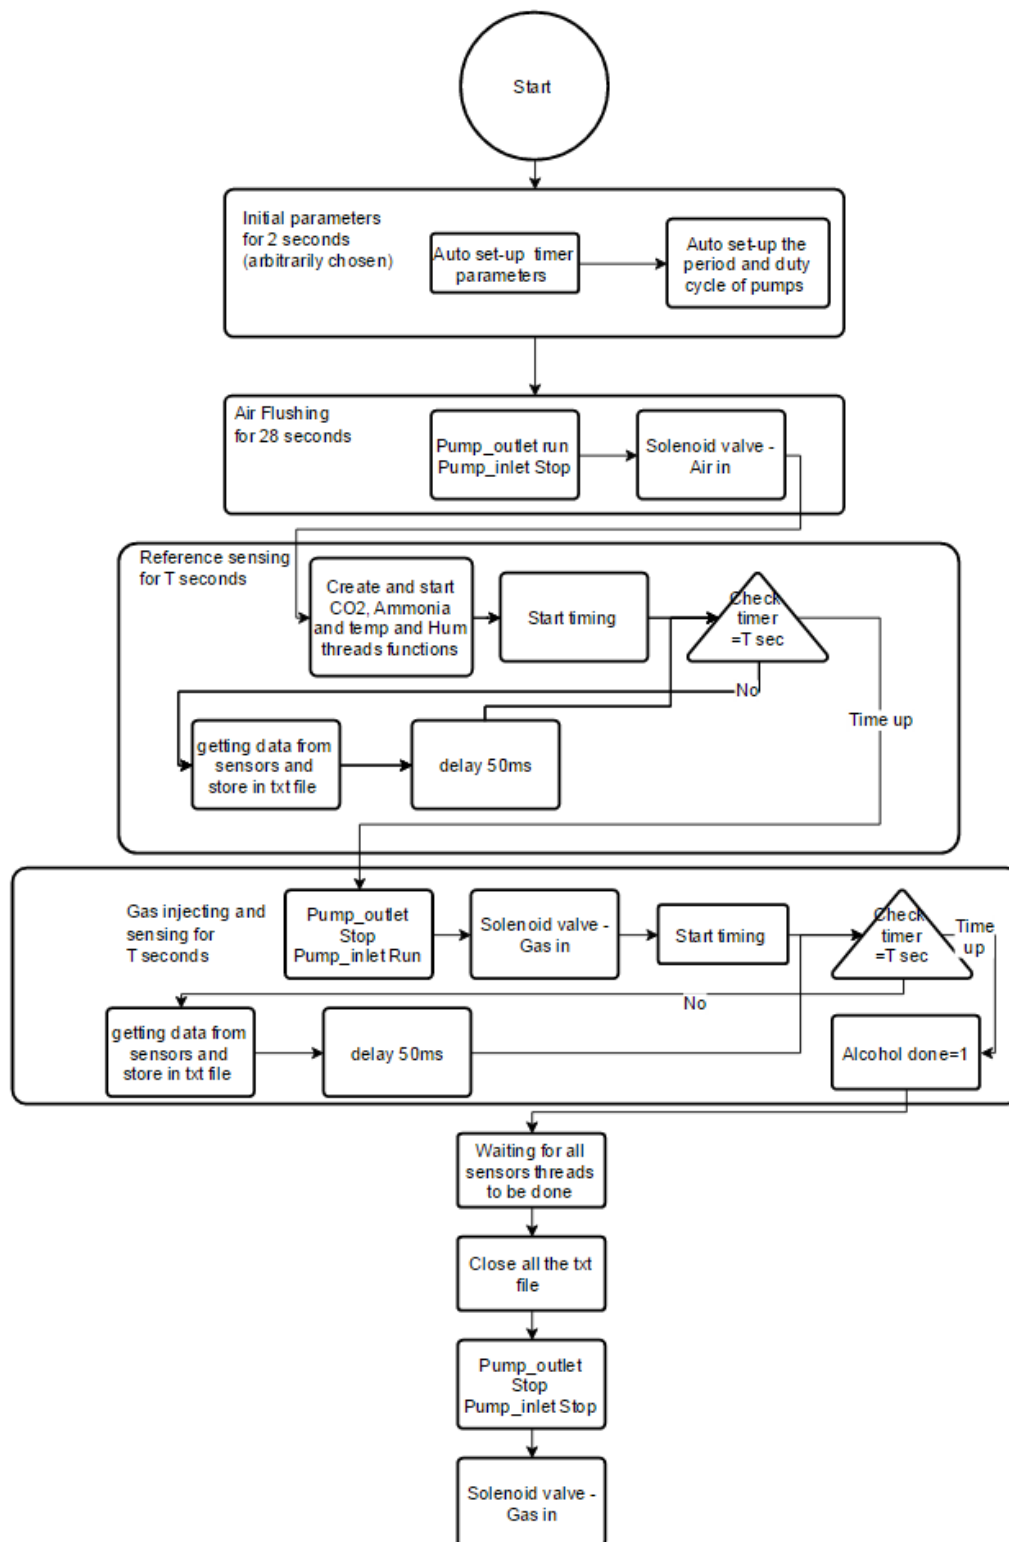 Start
Initial parameters
for 2 seconds
(arbitrarily chosen)
Auto set-up timer
parameters
Auto set-up the
period and duty
cycle of pumps
Air Flushing
for 28 seconds
Pump_outlet run
Pump_inlet Stop
Solenoid valve -
Air in
Reference sensing
for T seconds
Create and start
CO2, Ammonia
and temp and Hum
threads functions
Start timing
Check
timer
=T sec
No
Time up
getting data from
sensors and
store in txt file
delay 50ms
Gas injecting and
sensing for
T seconds
Pump_outlet
Stop
Pump_inlet Run
Solenoid valve -
Gas in
Start timing
Check
timer
=T sec
Time
up
No
getting data from
sensors and
store in txt file
delay 50ms
Alcohol done=1
Waiting for all
sensors threads
to be done
Close all the txt
file
Pump_outlet
Stop
Pump_inlet Stop
Solenoid valve -
Gas in